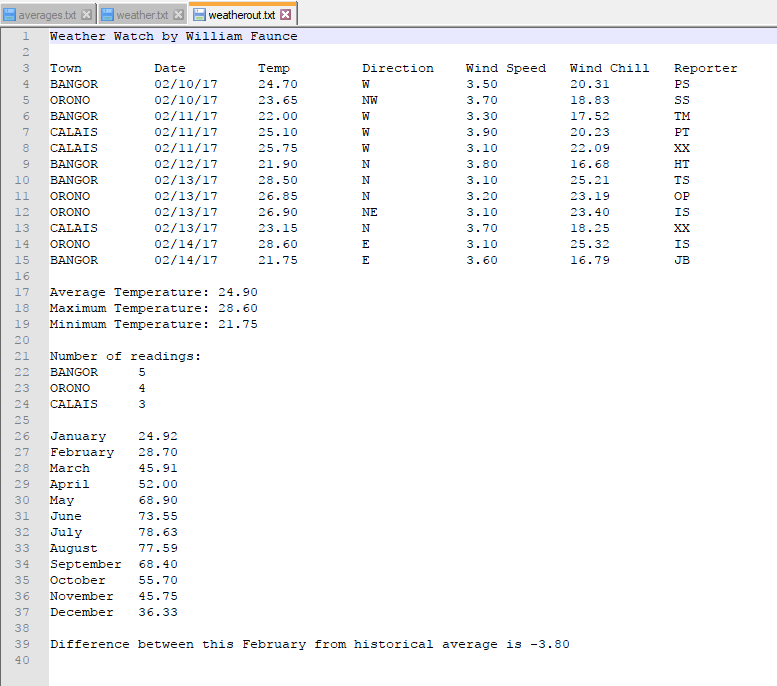 averages.txt weather.txt weatherout.txt
1 Weather Watch by William Faunce
2
3 Town Date Temp Direction Wind Speed Wind Chill Reporter
4 BANGOR 02/10/17 24.70 W 3.50 20.31 PS
5 ORONO 02/10/17 23.65 NW 3.70 18.83 SS
6 BANGOR 02/11/17 22.00 W 3.30 17.52 TM
7 CALAIS 02/11/17 25.10 W 3.90 20.23 PT
8 CALAIS 02/11/17 25.75 W 3.10 22.09 XX
9 BANGOR 02/12/17 21.90 N 3.80 16.68 HT
10 BANGOR 02/13/17 28.50 N 3.10 25.21 TS
11 ORONO 02/13/17 26.85 N 3.20 23.19 OP
12 ORONO 02/13/17 26.90 NE 3.10 23.40 IS
13 CALAIS 02/13/17 23.15 N 3.70 18.25 XX
14 ORONO 02/14/17 28.60 E 3.10 25.32 IS
15 BANGOR 02/14/17 21.75 E 3.60 16.79 JB
16
17 Average Temperature: 24.90
18 Maximum Temperature: 28.60
19 Minimum Temperature: 21.75
20
21 Number of readings:
22 BANGOR 5
23 ORONO 4
24 CALAIS 3
25
26 January 24.92
27 February 28.70
28 March 45.91
29 April 52.00
30 May 68.90
31 June 73.55
32 July 78.63
33 August 77.59
34 September 68.40
35 October 55.70
36 November 45.75
37 December 36.33
38
39 Difference between this February from historical average is -3.80
40